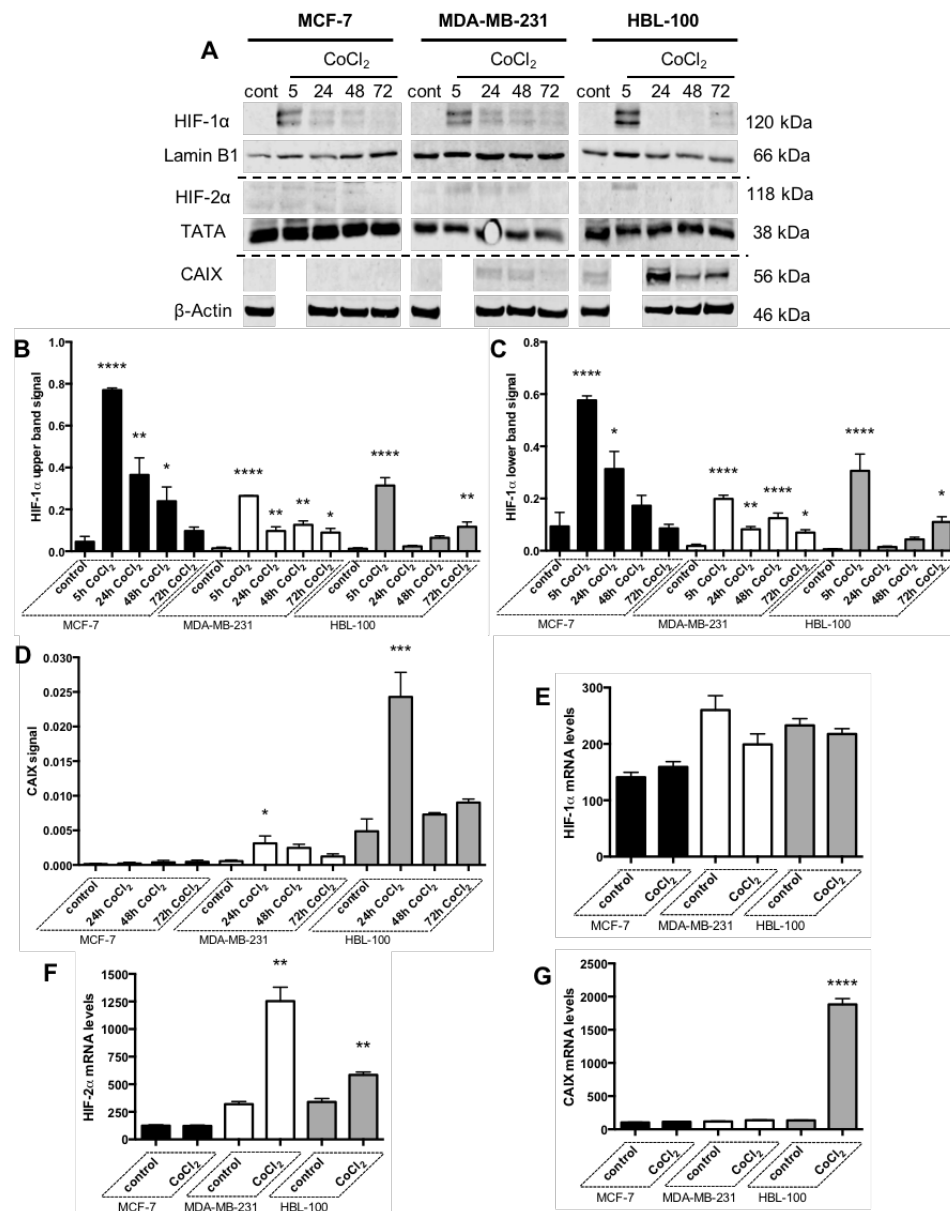 MCF-7 MDA-MB-231 HBL-100
A
CoCl2 CoCl2 CoCl2
cont 5 24 48 72 cont 5 24 48 72 cont 5 24 48 72
HIF-1α 120 kDa
Lamin B1 66 kDa
HIF-2α 118 kDa
TATA 38 kDa
CAIX 56 kDa
β-Actin 46 kDa
B
HIF-1α upper band signal
1.0
0.8
0.6
0.4
0.2
0.0
**** ** * **** ** ** * **** **
control 5h CoCl2 24h CoCl2 48h CoCl2 72h CoCl2 control 5h CoCl2 24h CoCl2 48h CoCl2 72h CoCl2 control 5h CoCl2 24h CoCl2 48h CoCl2 72h CoCl2
MCF-7 MDA-MB-231 HBL-100
C
HIF-1α lower band signal
0.8
0.6
0.4
0.2
0.0
**** * **** ** **** * **** *
control 5h CoCl2 24h CoCl2 48h CoCl2 72h CoCl2 control 5h CoCl2 24h CoCl2 48h CoCl2 72h CoCl2 control 5h CoCl2 24h CoCl2 48h CoCl2 72h CoCl2
MCF-7 MDA-MB-231 HBL-100
D
CAIX signal
0.030
0.025
0.020
0.015
0.010
0.005
0.000
* ***
control 24h CoCl2 48h CoCl2 72h CoCl2 control 24h CoCl2 48h CoCl2 72h CoCl2 control 24h CoCl2 48h CoCl2 72h CoCl2
MCF-7 MDA-MB-231 HBL-100
E
HIF-1α mRNA levels
300
200
100
0
control CoCl2 control CoCl2 control CoCl2
MCF-7 MDA-MB-231 HBL-100
F
HIF-2α mRNA levels
1500
1250
1000
750
500
250
0
** **
control CoCl2 control CoCl2 control CoCl2
MCF-7 MDA-MB-231 HBL-100
G
CAIX mRNA levels
2000
1500
1000
500
0
****
control CoCl2 control CoCl2 control CoCl2
MCF-7 MDA-MB-231 HBL-100